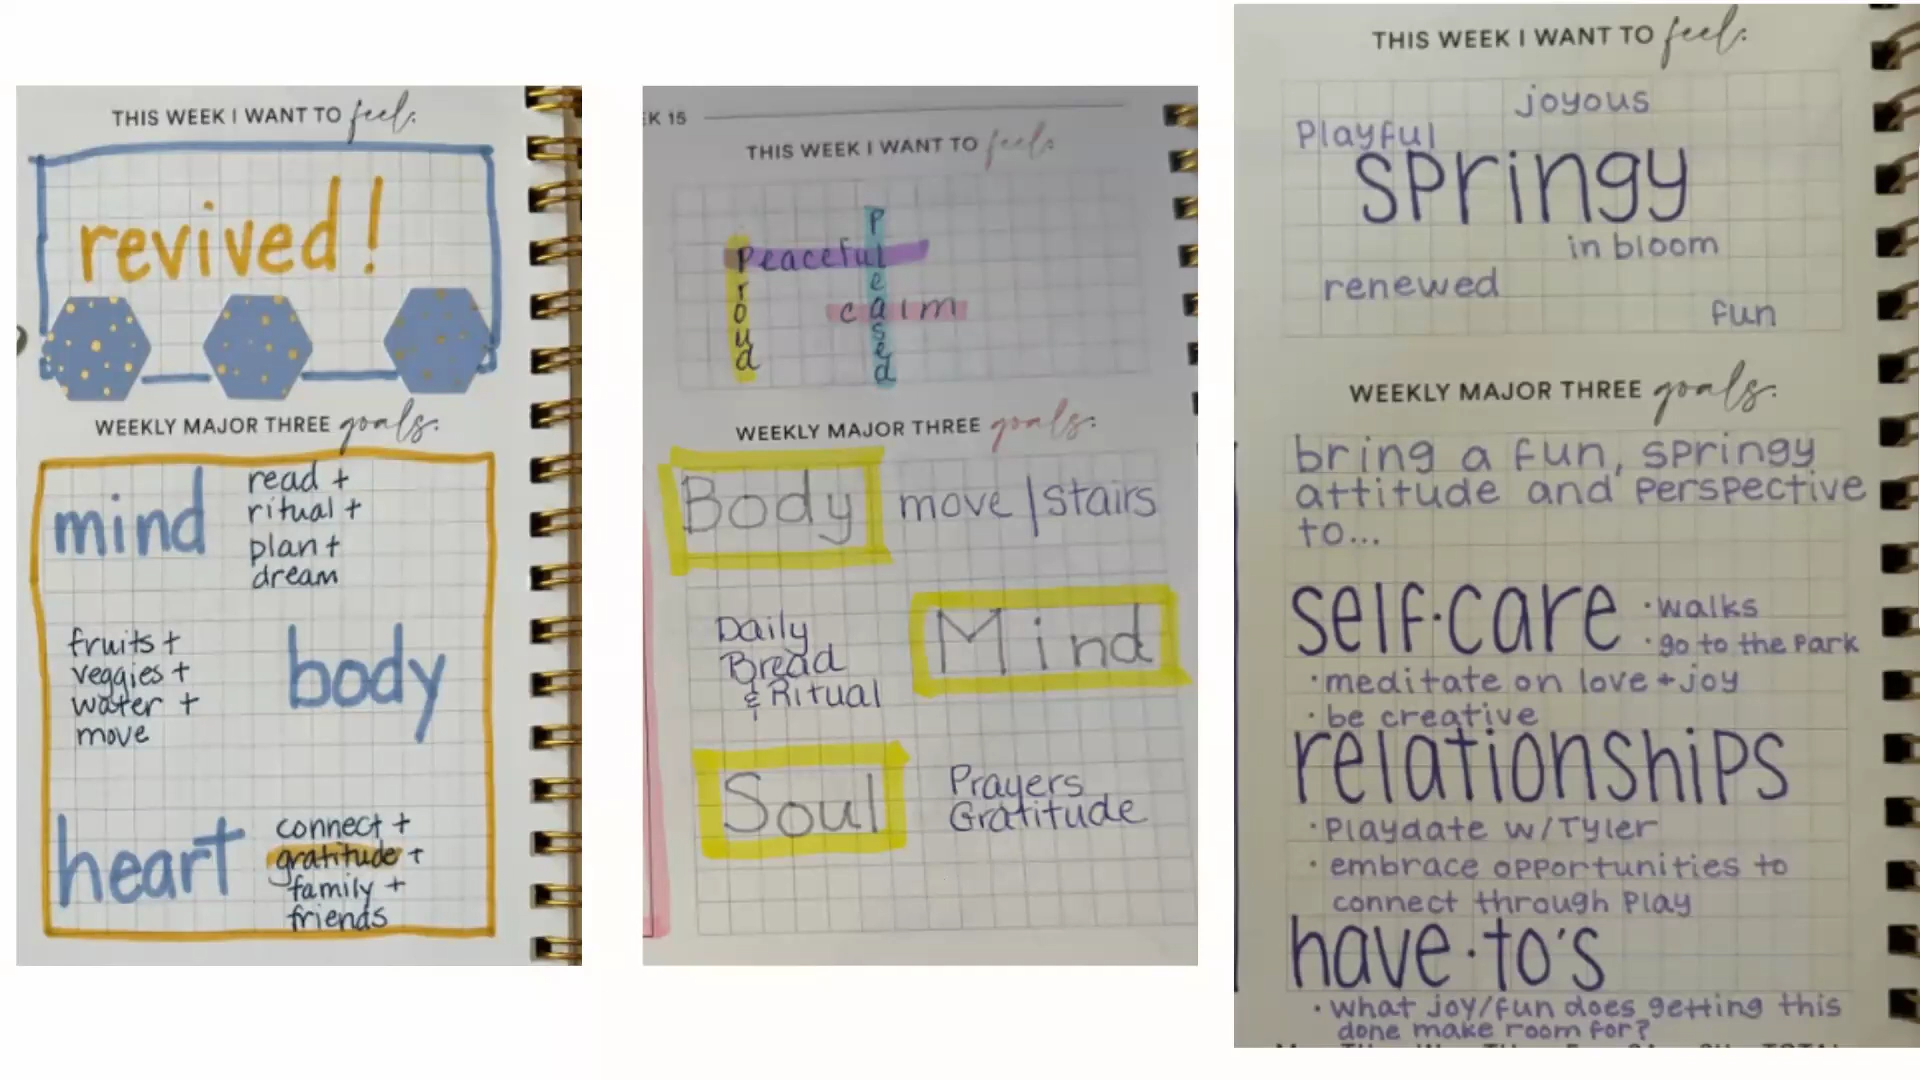 THIS WEEK I WANT TO feel:
revived!
WEEKLY MAJOR THREE goals:
mind
read +
ritual +
plan +
dream
fruits +
veggies +
water +
move
body
heart
connect +
gratitude +
family +
friends
EK 15
THIS WEEK I WANT TO feel:
Peaceful
Proud
Pleased
calm
WEEKLY MAJOR THREE goals:
Body
move | stairs
Daily
Bread
& Ritual
Mind
Soul
Prayers
Gratitude
THIS WEEK I WANT TO feel:
joyous
Playful
springy
in bloom
renewed
fun
WEEKLY MAJOR THREE goals:
bring a fun, springy
attitude and perspective
to...
self·care
·walks
·go to the Park
·meditate on love + joy
·be creative
relationships
·Playdate w/Tyler
·embrace opportunities to
connect through Play
have·to's
·what joy/fun does getting this
done make room for?